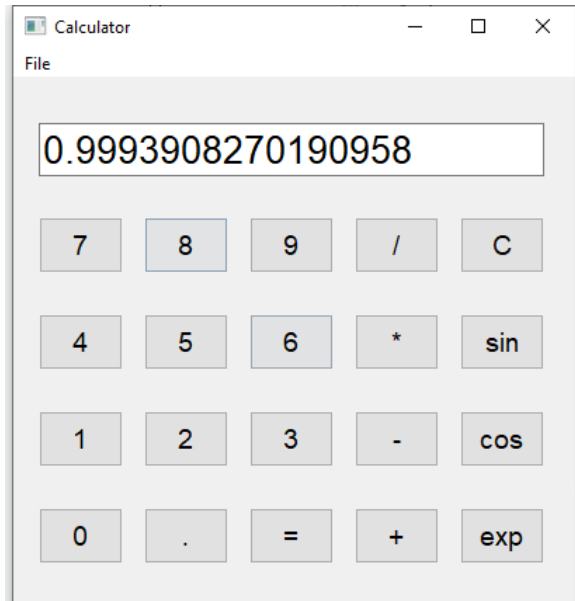 Calculator
File
0.9993908270190958
7 8 9 / C
4 5 6 * sin
1 2 3 - cos
0 . = + exp